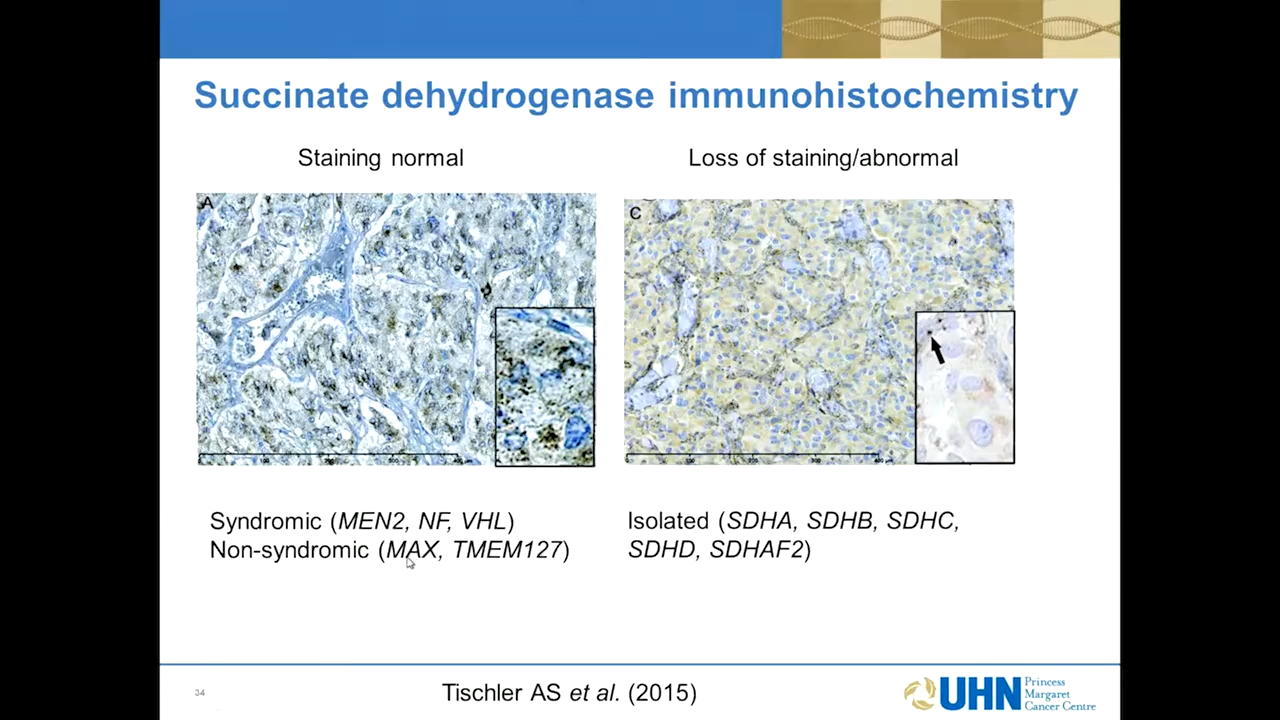 Succinate dehydrogenase immunohistochemistry
Staining normal
Loss of staining/abnormal
A
C
Syndromic (MEN2, NF, VHL)
Non-syndromic (MAX, TMEM127)
Isolated (SDHA, SDHB, SDHC,
SDHD, SDHAF2)
34
Tischler AS et al. (2015)
UHN
Princess
Margaret
Cancer Centre